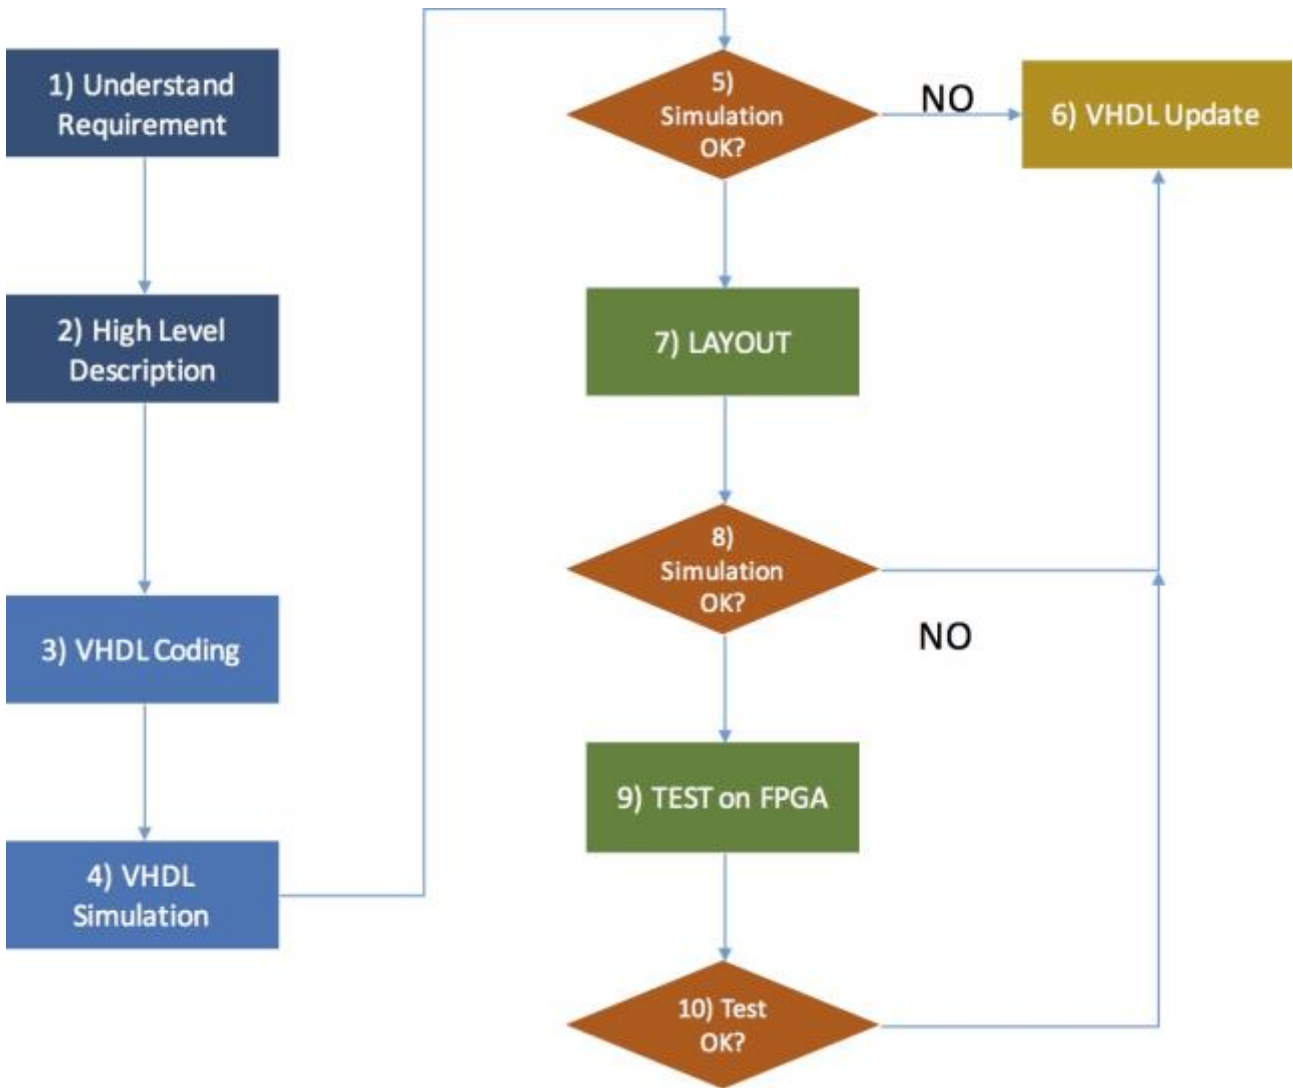 1) Understand
Requirement
2) High Level
Description
3) VHDL Coding
4) VHDL
Simulation
5)
Simulation
OK?
NO
6) VHDL Update
7) LAYOUT
8)
Simulation
OK?
NO
9) TEST on FPGA
10) Test
OK?